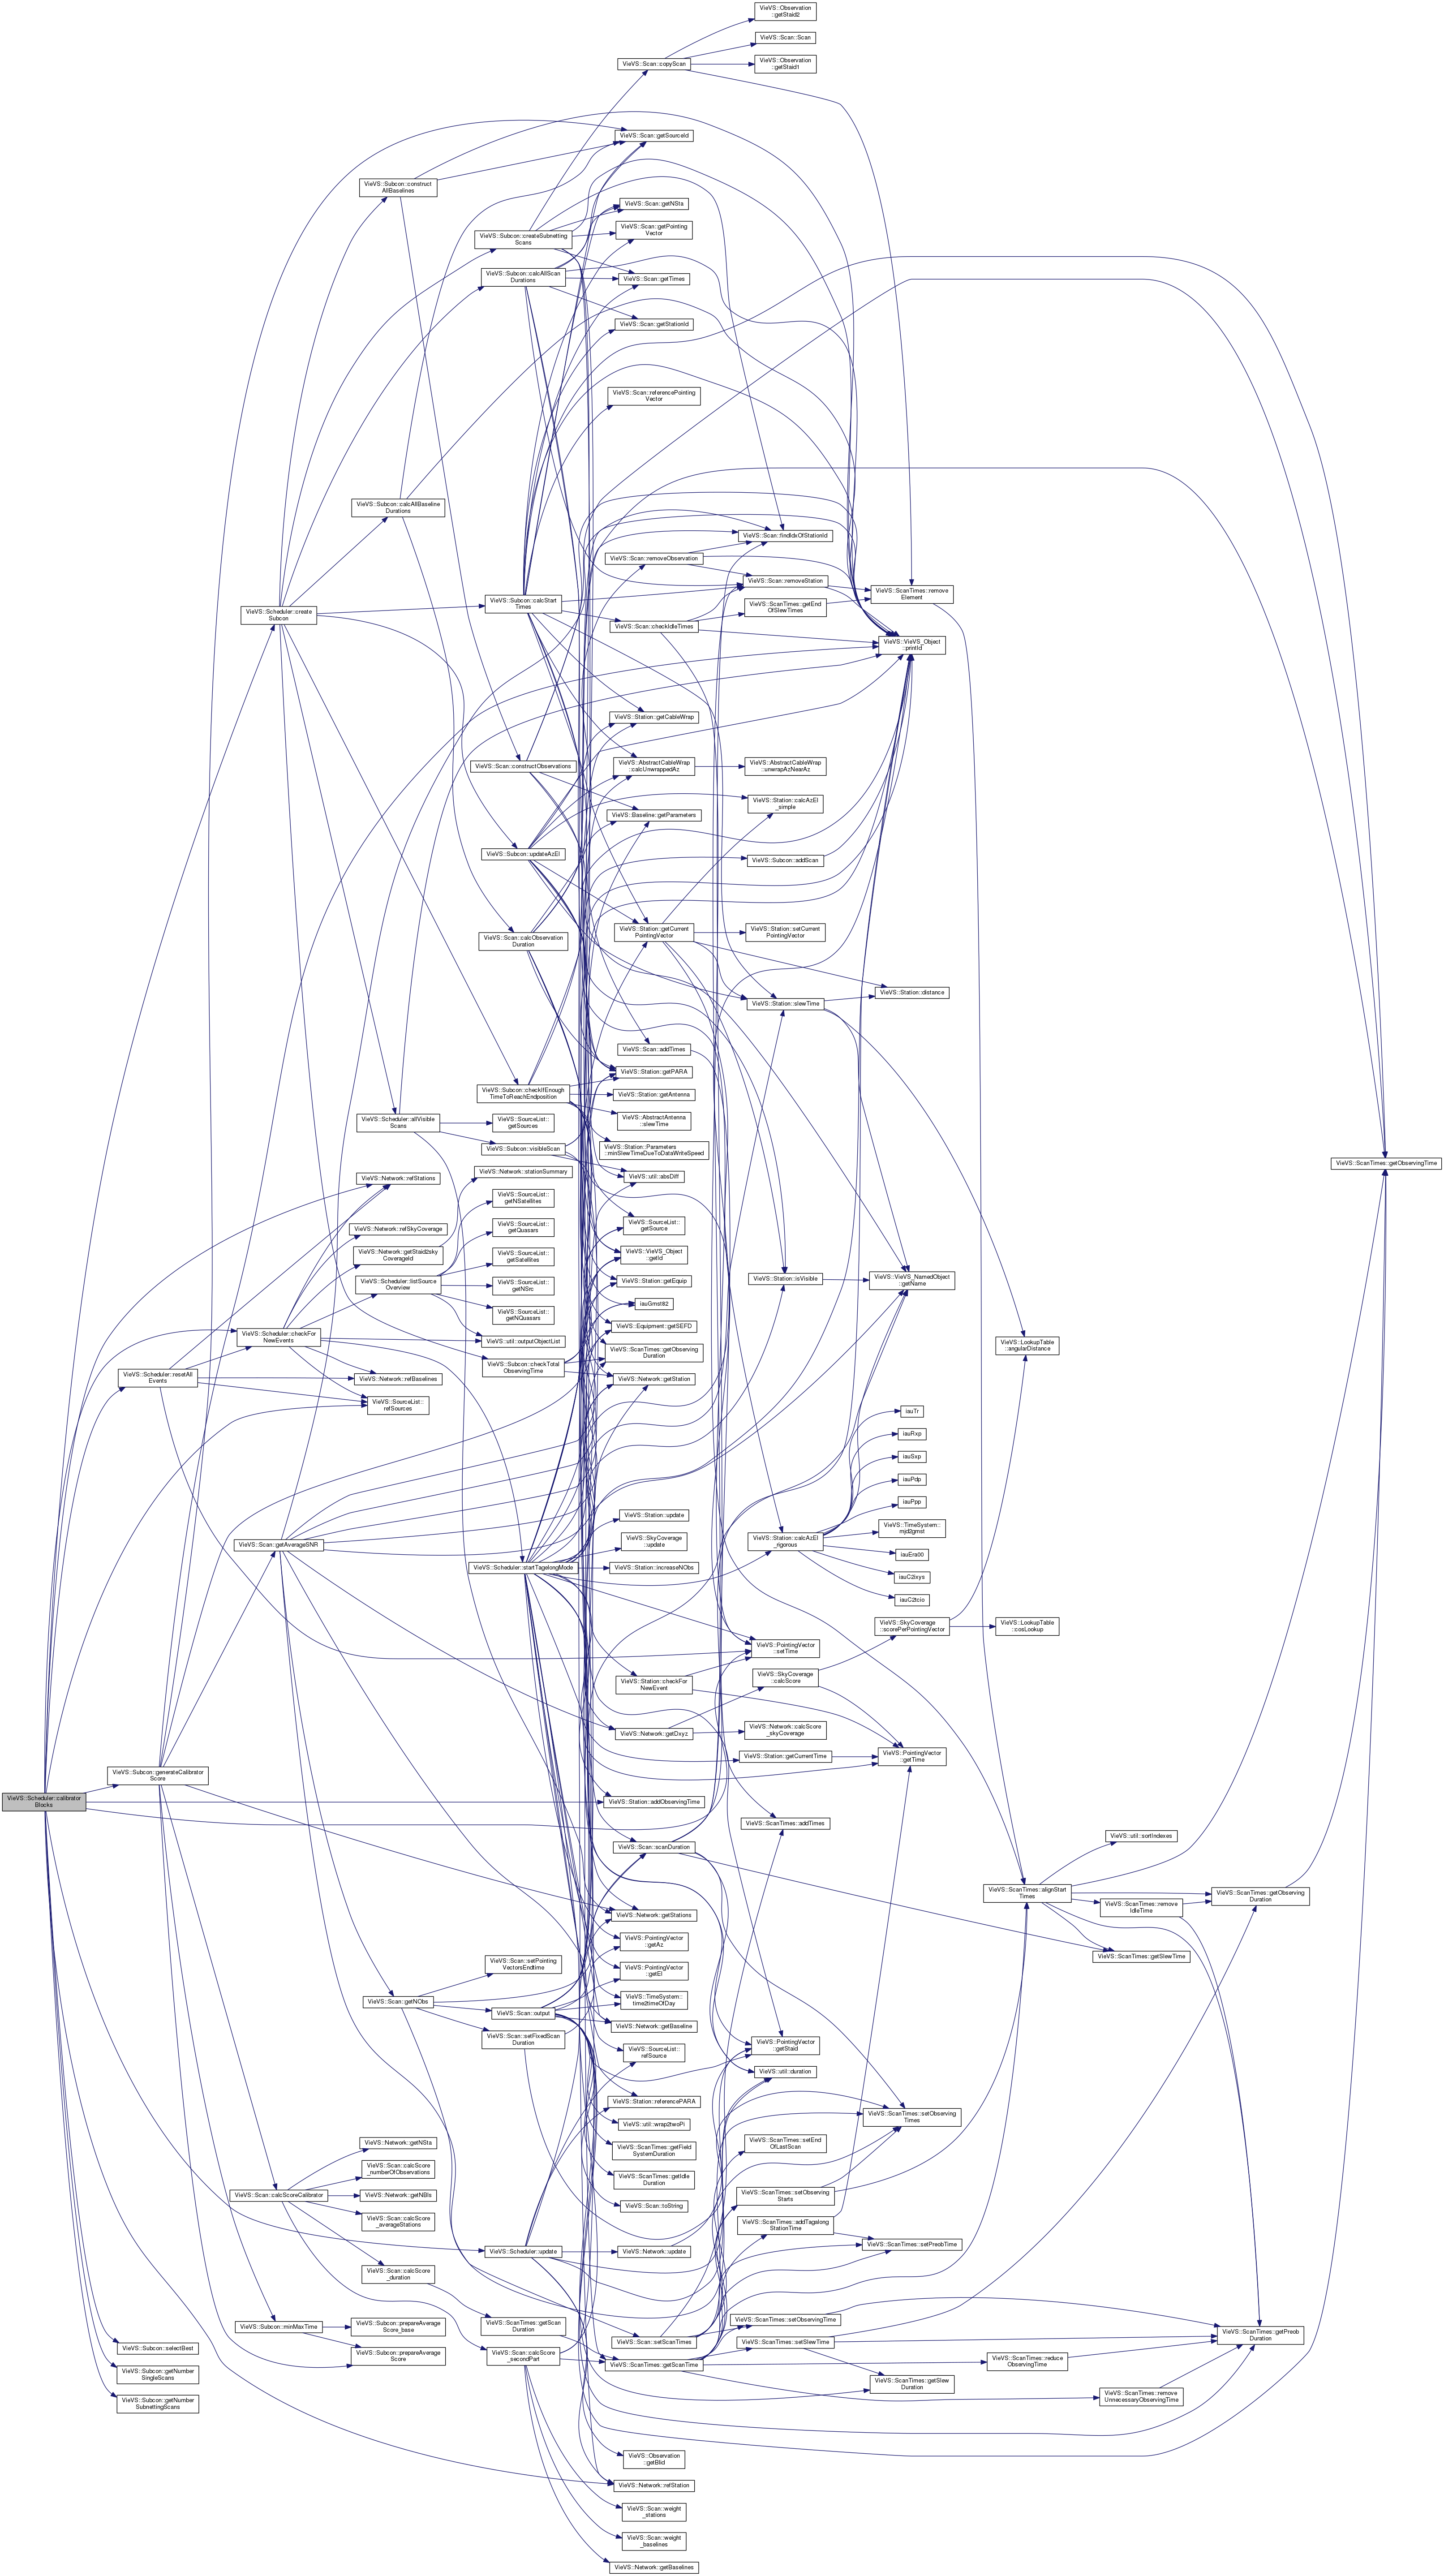 VieVS::Observation
::getStaid2
VieVS::Scan::Scan
VieVS::Scan::copyScan
VieVS::Observation
::getStaid1
VieVS::Scan::getSourceId
VieVS::Subcon::construct
AllBaselines
VieVS::Scan::getNSta
VieVS::Scan::getPointing
Vector
VieVS::Subcon::createSubnetting
Scans
VieVS::Subcon::calcAllScan
Durations
VieVS::Scan::getTimes
VieVS::Scan::getStationId
VieVS::Scan::referencePointing
Vector
VieVS::Subcon::calcAllBaseline
Durations
VieVS::Scan::findIdxOfStationId
VieVS::Scan::removeObservation
VieVS::Scan::removeStation
VieVS::ScanTimes::remove
Element
VieVS::Subcon::calcStart
Times
VieVS::ScanTimes::getEnd
OfSlewTimes
VieVS::Scheduler::create
Subcon
VieVS::Scan::checkIdleTimes
VieVS::VieVS_Object
::printId
VieVS::Station::getCableWrap
VieVS::Scan::constructObservations
VieVS::AbstractCableWrap
::calcUnwrappedAz
VieVS::AbstractCableWrap
::unwrapAzNearAz
VieVS::Station::calcAzEl
_simple
VieVS::Baseline::getParameters
VieVS::Subcon::updateAzEl
VieVS::Subcon::addScan
VieVS::Station::getCurrent
PointingVector
VieVS::Station::setCurrent
PointingVector
VieVS::Scan::calcObservation
Duration
VieVS::Station::distance
VieVS::Station::slewTime
VieVS::Scan::addTimes
VieVS::Station::getPARA
VieVS::Subcon::checkIfEnough
TimeToReachEndposition
VieVS::Station::getAntenna
VieVS::AbstractAntenna
::slewTime
VieVS::Scheduler::allVisible
Scans
VieVS::SourceList::
getSources
VieVS::Subcon::visibleScan
VieVS::Station::Parameters
::minSlewTimeDueToDataWriteSpeed
VieVS::ScanTimes::getObservingTime
VieVS::Network::refStations
VieVS::Network::stationSummary
VieVS::util::absDiff
VieVS::SourceList::
getNSatellites
VieVS::Network::refSkyCoverage
VieVS::SourceList::
getQuasars
VieVS::SourceList::
getSource
VieVS::Network::getStaid2sky
CoverageId
VieVS::SourceList::
getSatellites
VieVS::VieVS_Object
::getId
VieVS::Scheduler::listSource
Overview
VieVS::SourceList::
getNSrc
VieVS::Station::getEquip
VieVS::Station::isVisible
VieVS::VieVS_NamedObject
::getName
VieVS::SourceList::
getNQuasars
iauGmst82
VieVS::Scheduler::checkFor
NewEvents
VieVS::util::outputObjectList
VieVS::Equipment::getSEFD
VieVS::LookupTable
::angularDistance
VieVS::Subcon::checkTotal
ObservingTime
VieVS::ScanTimes::getObserving
Duration
VieVS::Scheduler::resetAll
Events
VieVS::Network::refBaselines
VieVS::Network::getStation
VieVS::SourceList::
refSources
iauTr
iauRxp
iauSxp
iauPdp
iauPpp
VieVS::Station::update
VieVS::TimeSystem::
mjd2gmst
VieVS::Scan::getAverageSNR
VieVS::SkyCoverage
::update
VieVS::Station::calcAzEl
_rigorous
iauEra00
VieVS::Scheduler::startTagelongMode
VieVS::Station::increaseNObs
iauC2ixys
iauC2tcio
VieVS::SkyCoverage
::scorePerPointingVector
VieVS::LookupTable
::cosLookup
VieVS::PointingVector
::setTime
VieVS::Station::checkFor
NewEvent
VieVS::SkyCoverage
::calcScore
VieVS::Network::getDxyz
VieVS::Network::calcScore
_skyCoverage
VieVS::Station::getCurrentTime
VieVS::PointingVector
::getTime
VieVS::Subcon::generateCalibrator
Score
VieVS::Scheduler::calibrator
Blocks
VieVS::Station::addObservingTime
VieVS::ScanTimes::addTimes
VieVS::util::sortIndexes
VieVS::Scan::scanDuration
VieVS::ScanTimes::alignStart
Times
VieVS::ScanTimes::getObserving
Duration
VieVS::ScanTimes::remove
IdleTime
VieVS::Network::getStations
VieVS::PointingVector
::getAz
VieVS::ScanTimes::getSlewTime
VieVS::Scan::setPointing
VectorsEndtime
VieVS::PointingVector
::getEl
VieVS::Scan::getNObs
VieVS::TimeSystem::
time2timeOfDay
VieVS::Scan::output
VieVS::Network::getBaseline
VieVS::Scan::setFixedScan
Duration
VieVS::PointingVector
::getStaid
VieVS::SourceList::
refSource
VieVS::util::duration
VieVS::Station::referencePARA
VieVS::ScanTimes::setObserving
Times
VieVS::util::wrap2twoPi
VieVS::Network::getNSta
VieVS::ScanTimes::setEnd
OfLastScan
VieVS::ScanTimes::getField
SystemDuration
VieVS::Scan::calcScore
_numberOfObservations
VieVS::ScanTimes::getIdle
Duration
VieVS::Scan::calcScoreCalibrator
VieVS::Network::getNBls
VieVS::ScanTimes::setObserving
Starts
VieVS::Scan::toString
VieVS::Scan::calcScore
_averageStations
VieVS::ScanTimes::addTagalong
StationTime
VieVS::ScanTimes::setPreobTime
VieVS::Scheduler::update
VieVS::Network::update
VieVS::Scan::calcScore
_duration
VieVS::Subcon::minMaxTime
VieVS::Subcon::prepareAverage
Score_base
VieVS::ScanTimes::getScan
Duration
VieVS::ScanTimes::setObservingTime
VieVS::Scan::setScanTimes
VieVS::ScanTimes::setSlewTime
VieVS::ScanTimes::getPreob
Duration
VieVS::Subcon::selectBest
VieVS::Subcon::prepareAverage
Score
VieVS::Scan::calcScore
_secondPart
VieVS::ScanTimes::getScanTime
VieVS::ScanTimes::reduce
ObservingTime
VieVS::Subcon::getNumber
SingleScans
VieVS::ScanTimes::getSlew
Duration
VieVS::ScanTimes::remove
UnnecessaryObservingTime
VieVS::Subcon::getNumber
SubnettingScans
VieVS::Observation
::getBlid
VieVS::Network::refStation
VieVS::Scan::weight
_stations
VieVS::Scan::weight
_baselines
VieVS::Network::getBaselines